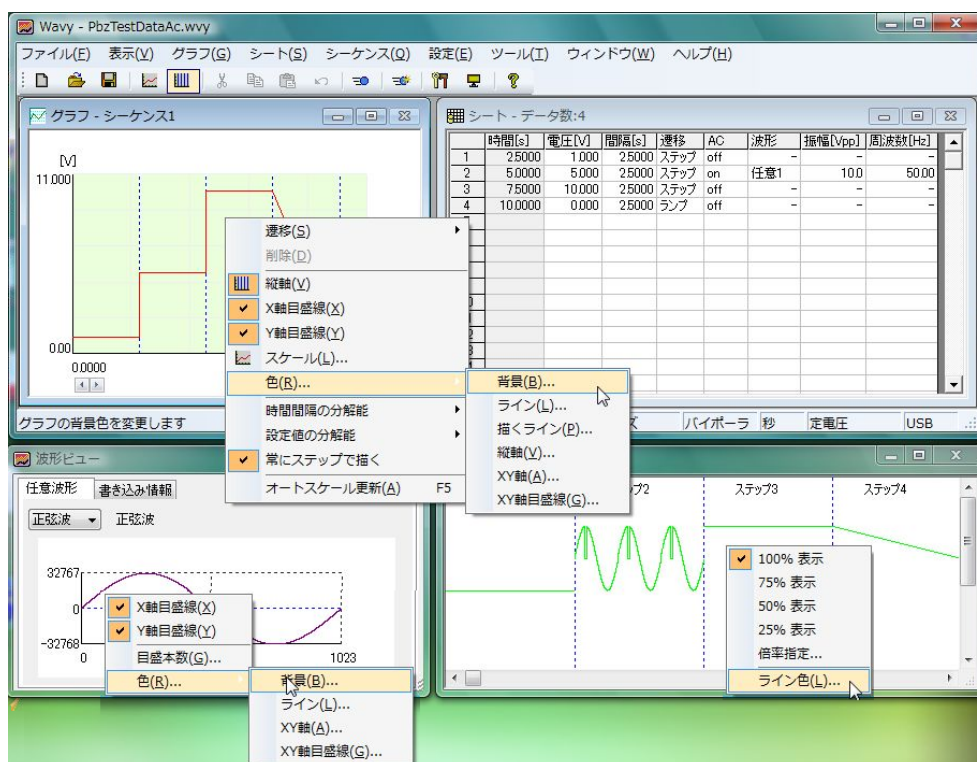 Wavy - PbzTestDataAc.wvy
ファイル(F) 表示(V) グラフ(G) シート(S) シーケンス(Q) 設定(E) ツール(T) ウィンドウ(W) ヘルプ(H)
グラフ - シーケンス1
[V]
11.000
0.00
0.0000
シート - データ数:4
時間[s] 電圧[V] 間隔[s] 遷移 AC 波形 振幅[Vpp] 周波数[Hz]
1 2.5000 1.000 2.5000 ステップ off - - -
2 5.0000 5.000 2.5000 ステップ on 任意1 10.0 50.00
3 7.5000 10.000 2.5000 ステップ off - - -
4 10.0000 0.000 2.5000 ランプ off - - -
遷移(S)
削除(D)
縦軸(V)
X軸目盛線(X)
Y軸目盛線(Y)
スケール(L)...
色(R)...
時間間隔の分解能
設定値の分解能
常にステップで描く
オートスケール更新(A) F5
背景(B)...
ライン(L)...
描くライン(P)...
縦軸(V)...
XY軸(A)...
XY軸目盛線(G)...
グラフの背景色を変更します
バイポーラ 秒 定電圧 USB
波形ビュー
任意波形 書き込み情報
正弦波 正弦波
32767
0
-32768
0 1023
X軸目盛線(X)
Y軸目盛線(Y)
目盛本数(G)...
色(R)...
背景(B)...
ライン(L)...
XY軸(A)...
XY軸目盛線(G)...
ステップ3 ステップ4
100% 表示
75% 表示
50% 表示
25% 表示
倍率指定...
ライン色(L)...